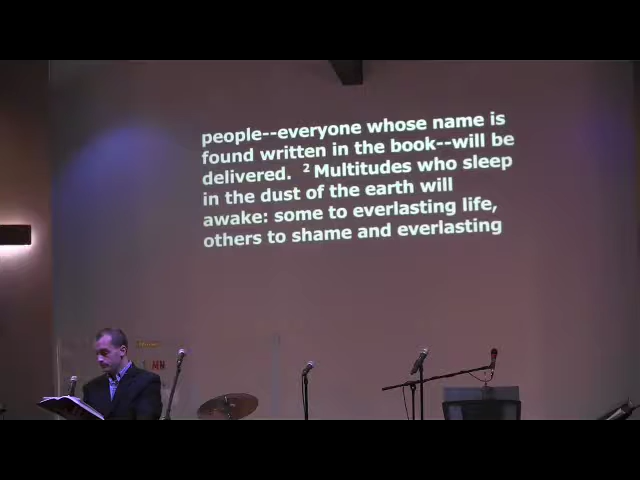 people--everyone whose name is
found written in the book--will be
delivered. ² Multitudes who sleep
in the dust of the earth will
awake: some to everlasting life,
others to shame and everlasting
MN